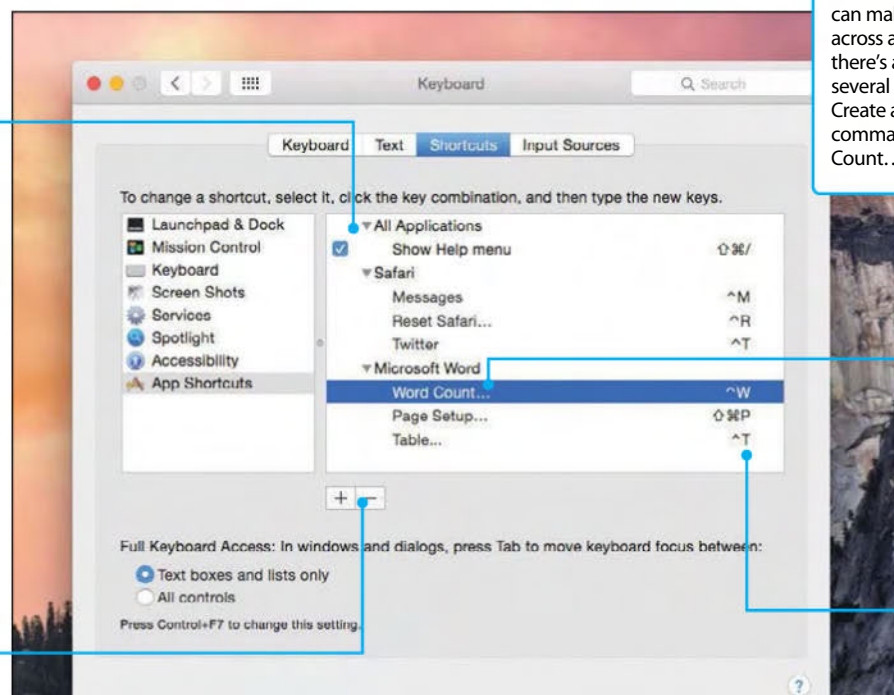 can ma
across a
there's a
several
Create a
comma
Count…
Keyboard
Search
Keyboard Text Shortcuts Input Sources
To change a shortcut, select it, click the key combination, and then type the new keys.
Launchpad & Dock
Mission Control
Keyboard
Screen Shots
Services
Spotlight
Accessibility
App Shortcuts
All Applications
Show Help menu ⇧⌘/
Safari
Messages ^M
Reset Safari... ^R
Twitter ^T
Microsoft Word
Word Count... ^W
Page Setup... ⇧⌘P
Table... ^T
+ −
Full Keyboard Access: In windows and dialogs, press Tab to move keyboard focus between:
Text boxes and lists only
All controls
Press Control+F7 to change this setting.
?